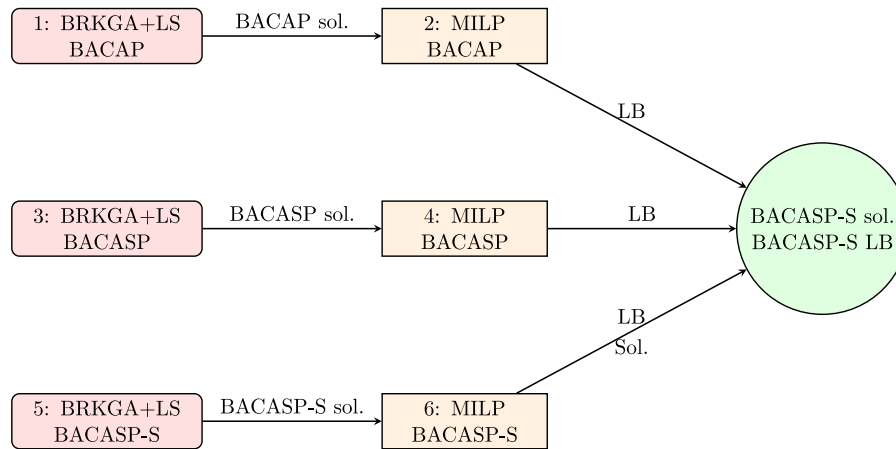 1: BRKGA+LS
BACAP
BACAP sol.
2: MILP
BACAP
LB
3: BRKGA+LS
BACASP
BACASP sol.
4: MILP
BACASP
LB
BACASP-S sol.
BACASP-S LB
LB
Sol.
5: BRKGA+LS
BACASP-S
BACASP-S sol.
6: MILP
BACASP-S